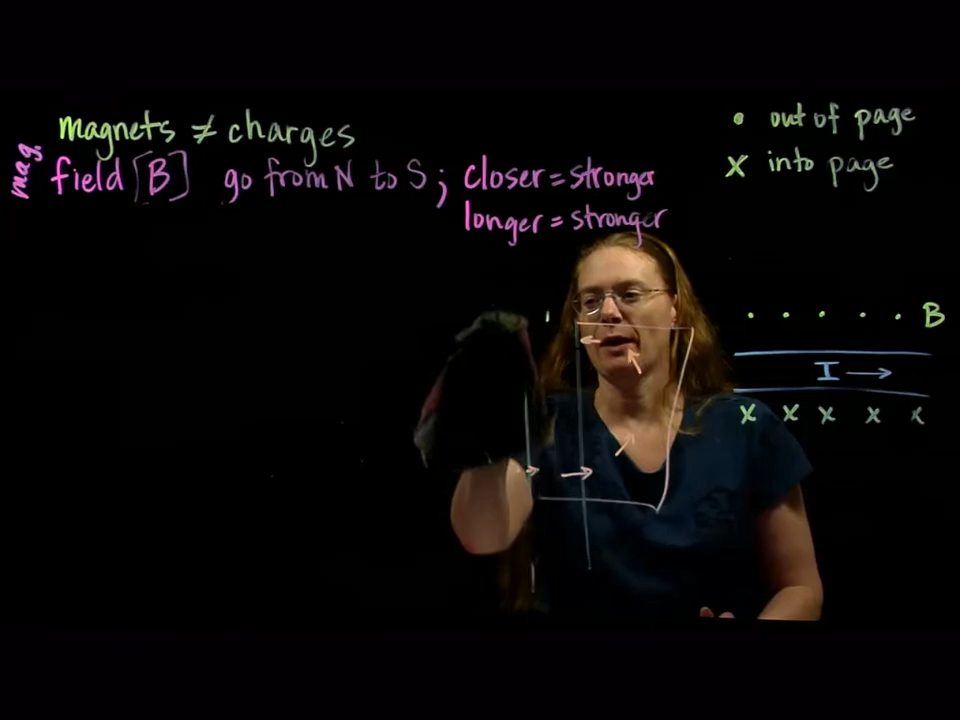 magnets ≠ charges
mag. field [B] go from N to S; closer = stronger
longer = stronger
• out of page
x into page
. . . . . B
I →
x x x x x